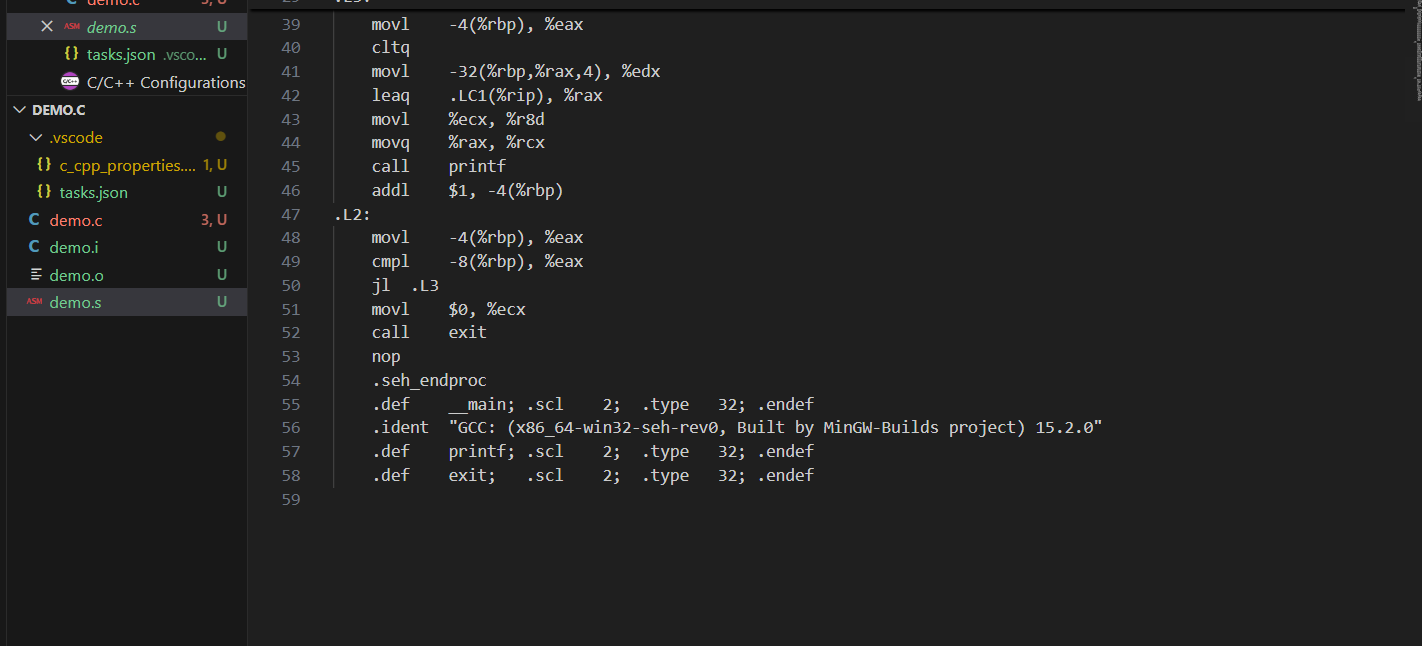 demo.c 3, U
demo.s U
tasks.json .vsco... U
C/C++ Configurations
DEMO.C
.vscode
c_cpp_properties.... 1, U
tasks.json U
demo.c 3, U
demo.i U
demo.o U
ASM demo.s U
39 movl -4(%rbp), %eax
40 cltq
41 movl -32(%rbp,%rax,4), %edx
42 leaq .LC1(%rip), %rax
43 movl %ecx, %r8d
44 movq %rax, %rcx
45 call printf
46 addl $1, -4(%rbp)
47 .L2:
48 movl -4(%rbp), %eax
49 cmpl -8(%rbp), %eax
50 jl .L3
51 movl $0, %ecx
52 call exit
53 nop
54 .seh_endproc
55 .def __main; .scl 2; .type 32; .endef
56 .ident "GCC: (x86_64-win32-seh-rev0, Built by MinGW-Builds project) 15.2.0"
57 .def printf; .scl 2; .type 32; .endef
58 .def exit; .scl 2; .type 32; .endef
59